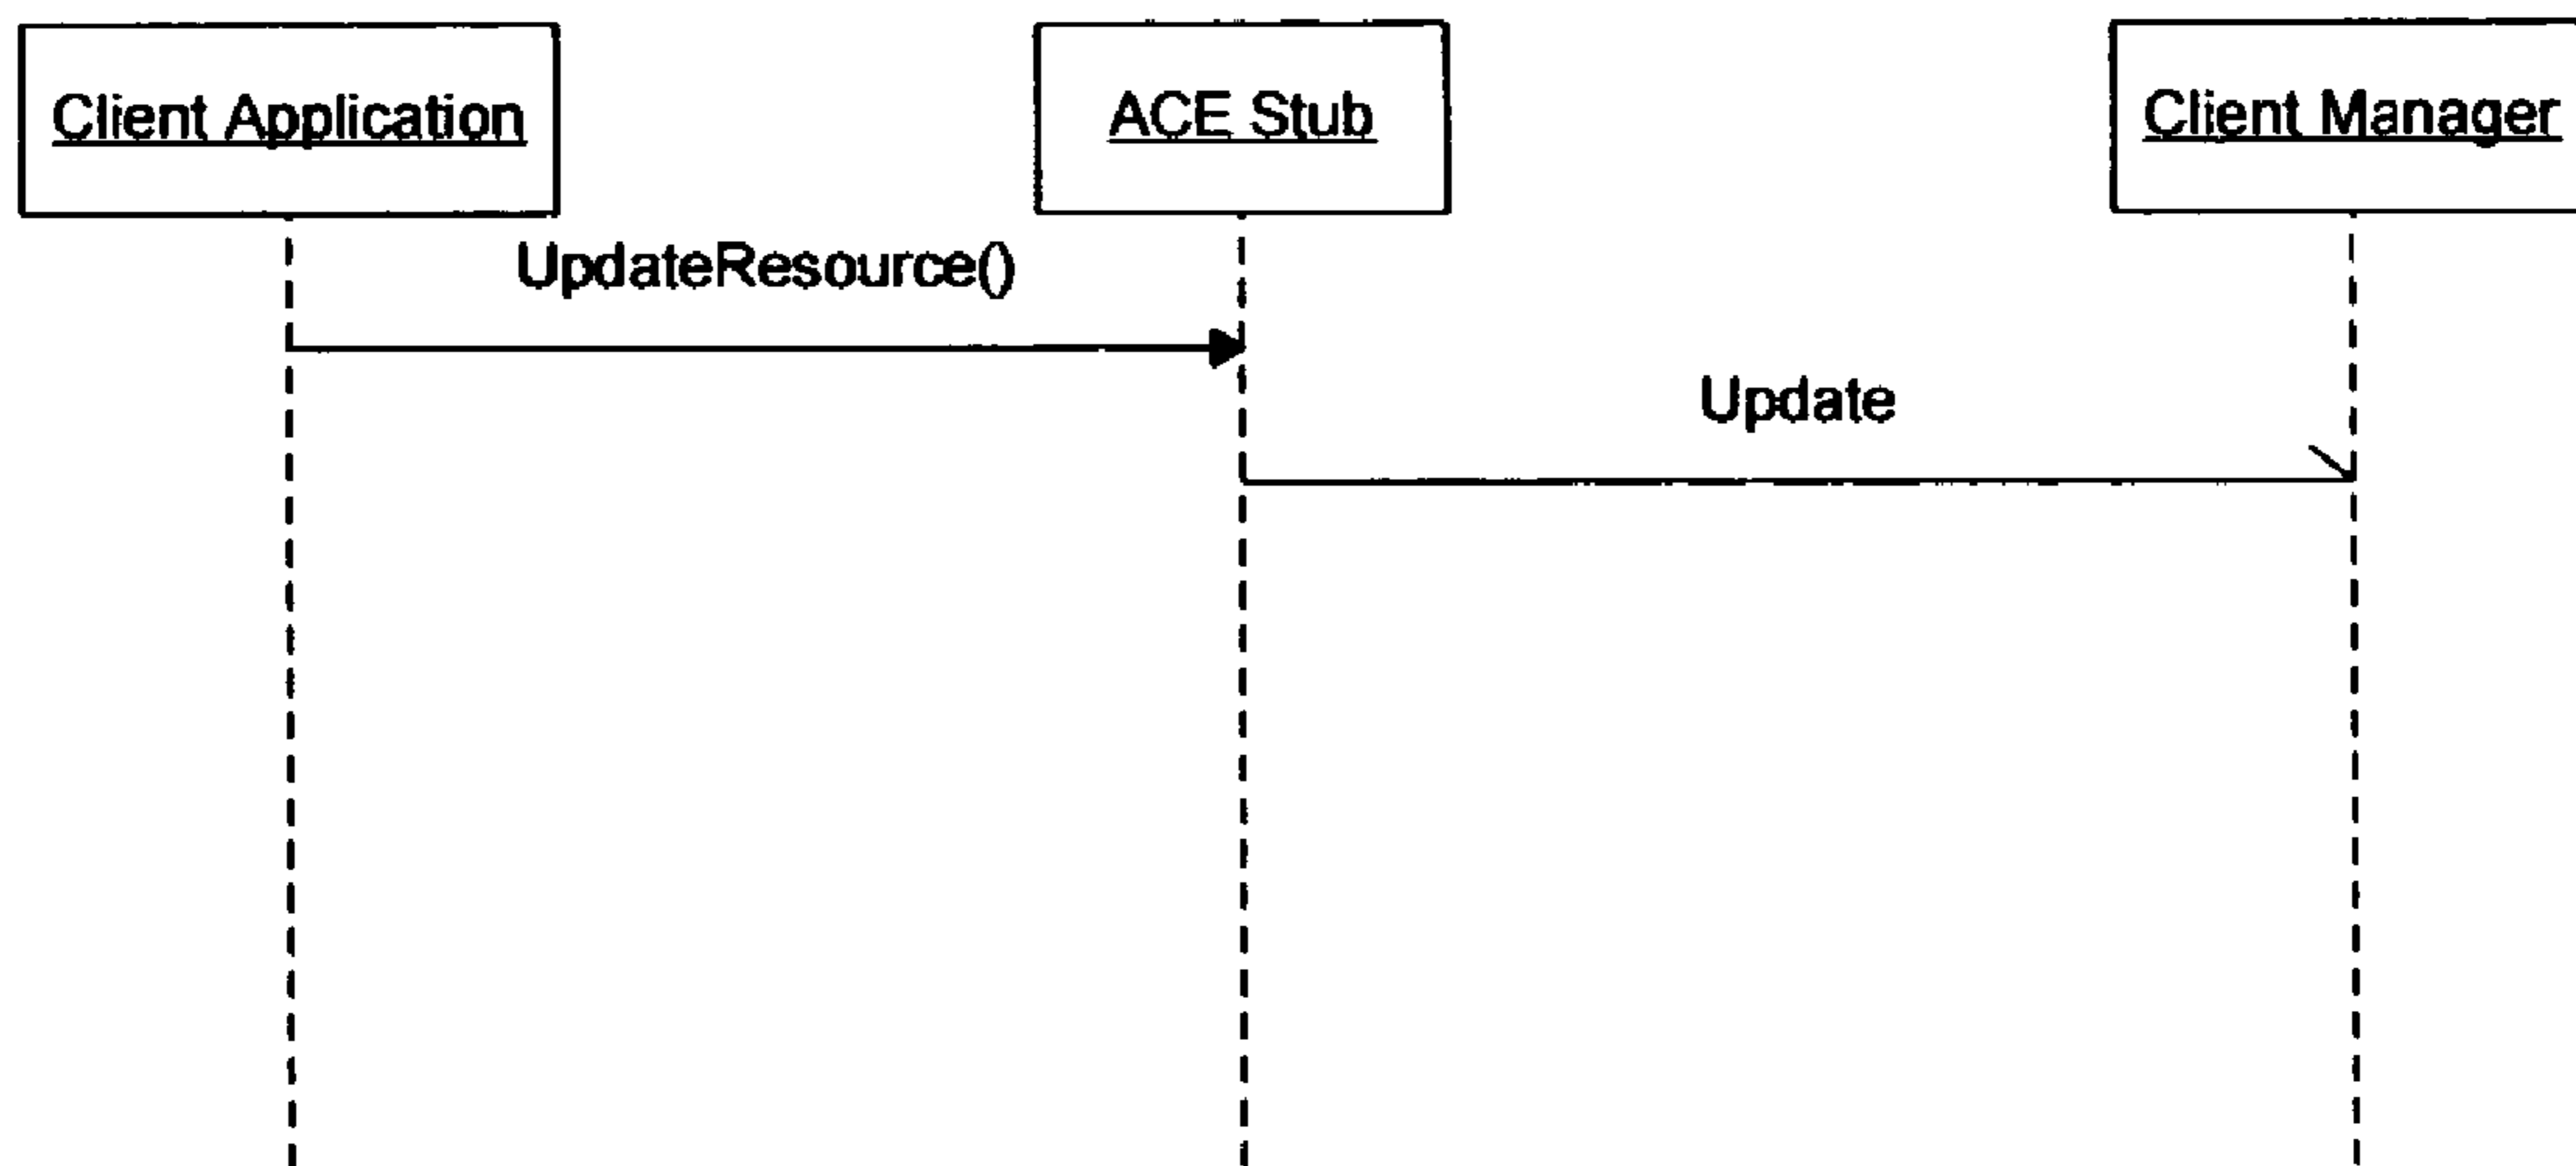 Client Application
ACE Stub
Client Manager
UpdateResource()
Update